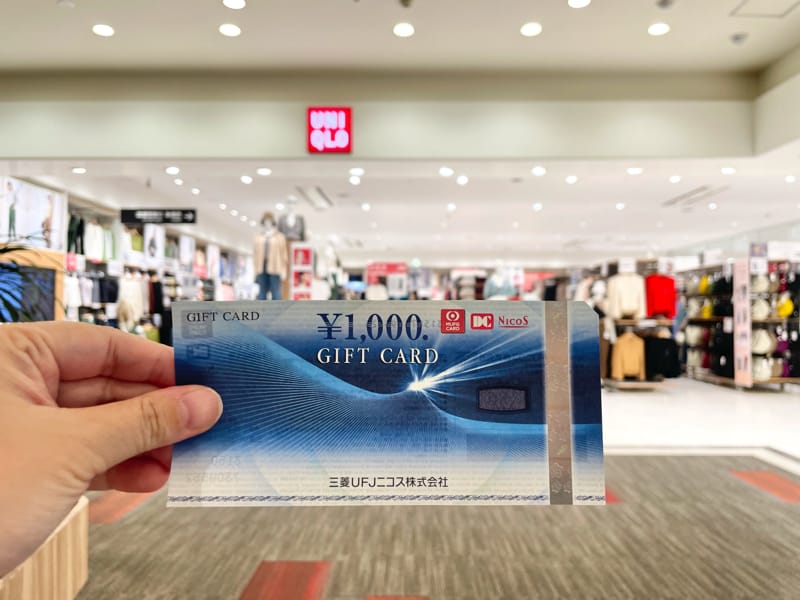 UNI
QLO
GIFT CARD
¥1,000.
GIFT CARD
MUFG
CARD
DC
NICOS
三菱UFJニコス株式会社